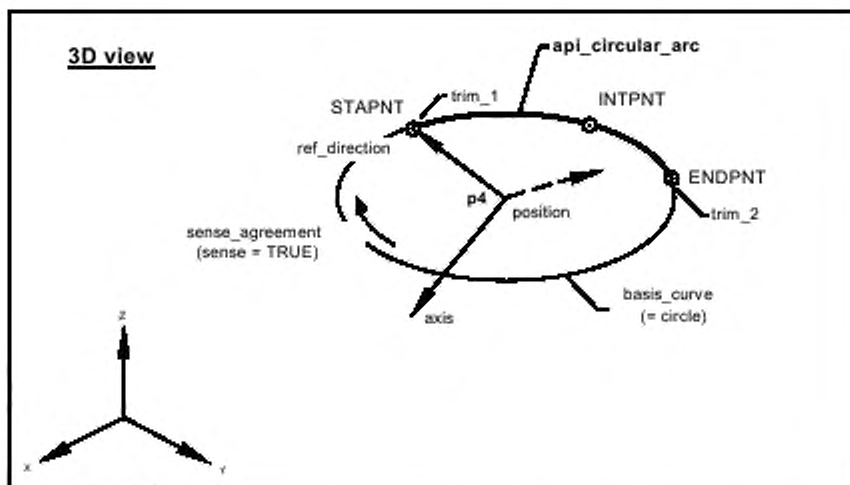 3D view
api_circular_arc
trim_1
STAPNT
INTPNT
ref_direction
ENDPNT
p4
position
trim_2
sense_agreement
(sense = TRUE)
basis_curve
(= circle)
axis
Z
X
Y